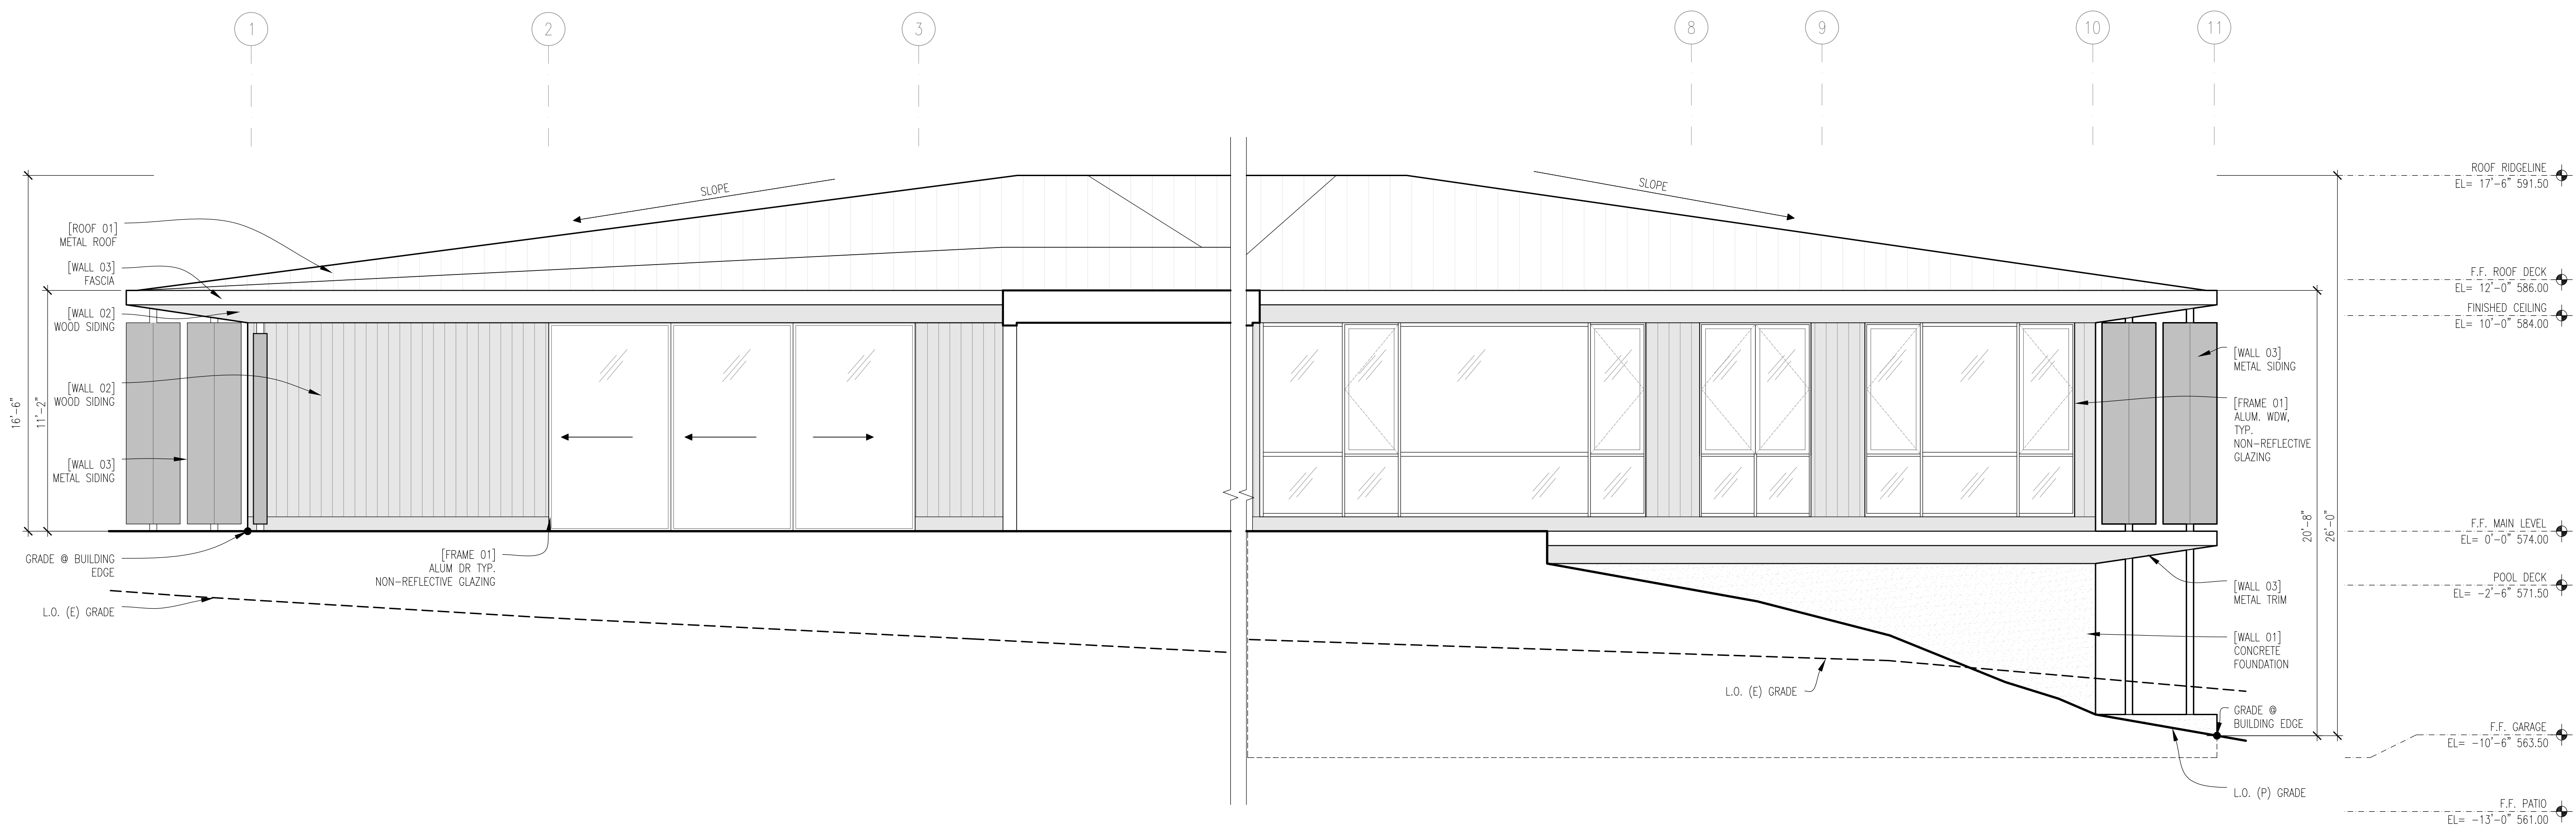 1
2
3
8
9
10
11
SLOPE
SLOPE
16'-6"
11'-2"
[ROOF 01]
METAL ROOF
[WALL 03]
FASCIA
[WALL 02]
WOOD SIDING
[WALL 02]
WOOD SIDING
[WALL 03]
METAL SIDING
GRADE @ BUILDING
EDGE
L.O. (E) GRADE
[FRAME 01]
ALUM DR TYP.
NON-REFLECTIVE GLAZING
L.O. (E) GRADE
[WALL 03]
METAL SIDING
[FRAME 01]
ALUM. WDW,
TYP.
NON-REFLECTIVE
GLAZING
[WALL 03]
METAL TRIM
[WALL 01]
CONCRETE
FOUNDATION
GRADE @
BUILDING EDGE
L.O. (P) GRADE
20'-8"
26'-0"
ROOF RIDGELINE
EL= 17'-6" 591.50
F.F. ROOF DECK
EL= 12'-0" 586.00
FINISHED CEILING
EL= 10'-0" 584.00
F.F. MAIN LEVEL
EL= 0'-0" 574.00
POOL DECK
EL= -2'-6" 571.50
F.F. GARAGE
EL= -10'-6" 563.50
F.F. PATIO
EL= -13'-0" 561.00